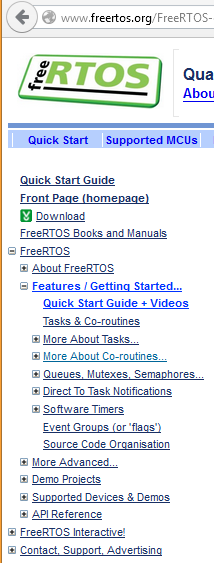 www.freertos.org/FreeRTOS-
free RTOS
Qua
Abou
Quick Start
Supported MCUs
Quick Start Guide
Front Page (homepage)
Download
FreeRTOS Books and Manuals
FreeRTOS
About FreeRTOS
Features / Getting Started...
Quick Start Guide + Videos
Tasks & Co-routines
More About Tasks...
More About Co-routines...
Queues, Mutexes, Semaphores...
Direct To Task Notifications
Software Timers
Event Groups (or 'flags')
Source Code Organisation
More Advanced...
Demo Projects
Supported Devices & Demos
API Reference
FreeRTOS Interactive!
Contact, Support, Advertising